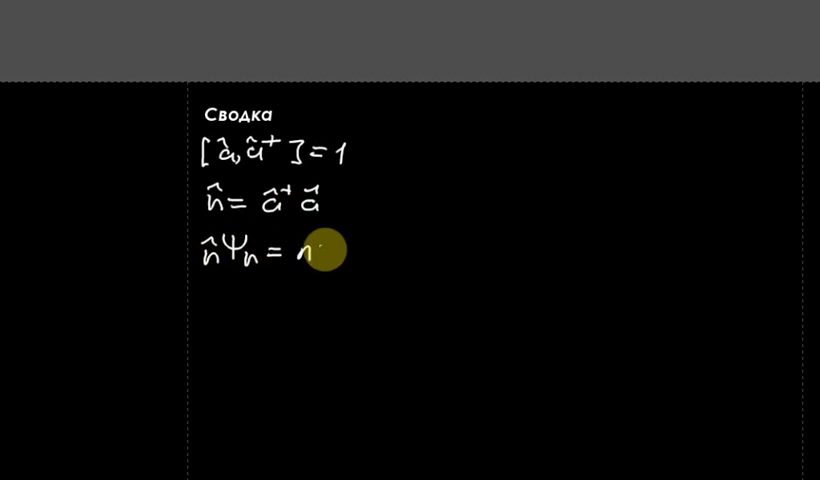 Сводка
[â, â⁺] = 1
n̂ = â⁺ â
n̂Ψₙ = n